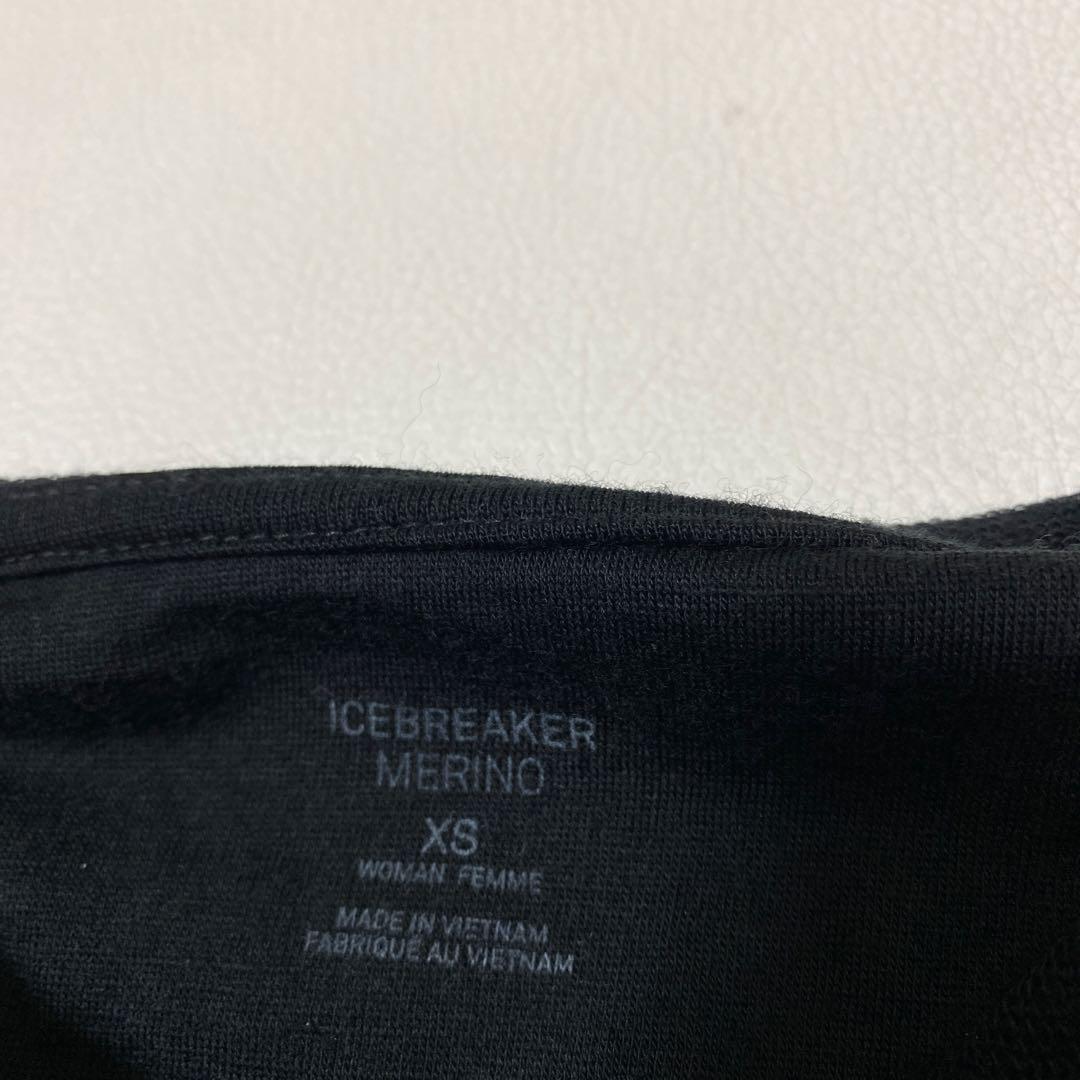 ICEBREAKER
MERINO
XS
WOMAN FEMME
MADE IN VIETNAM
FABRIQUÉ AU VIETNAM